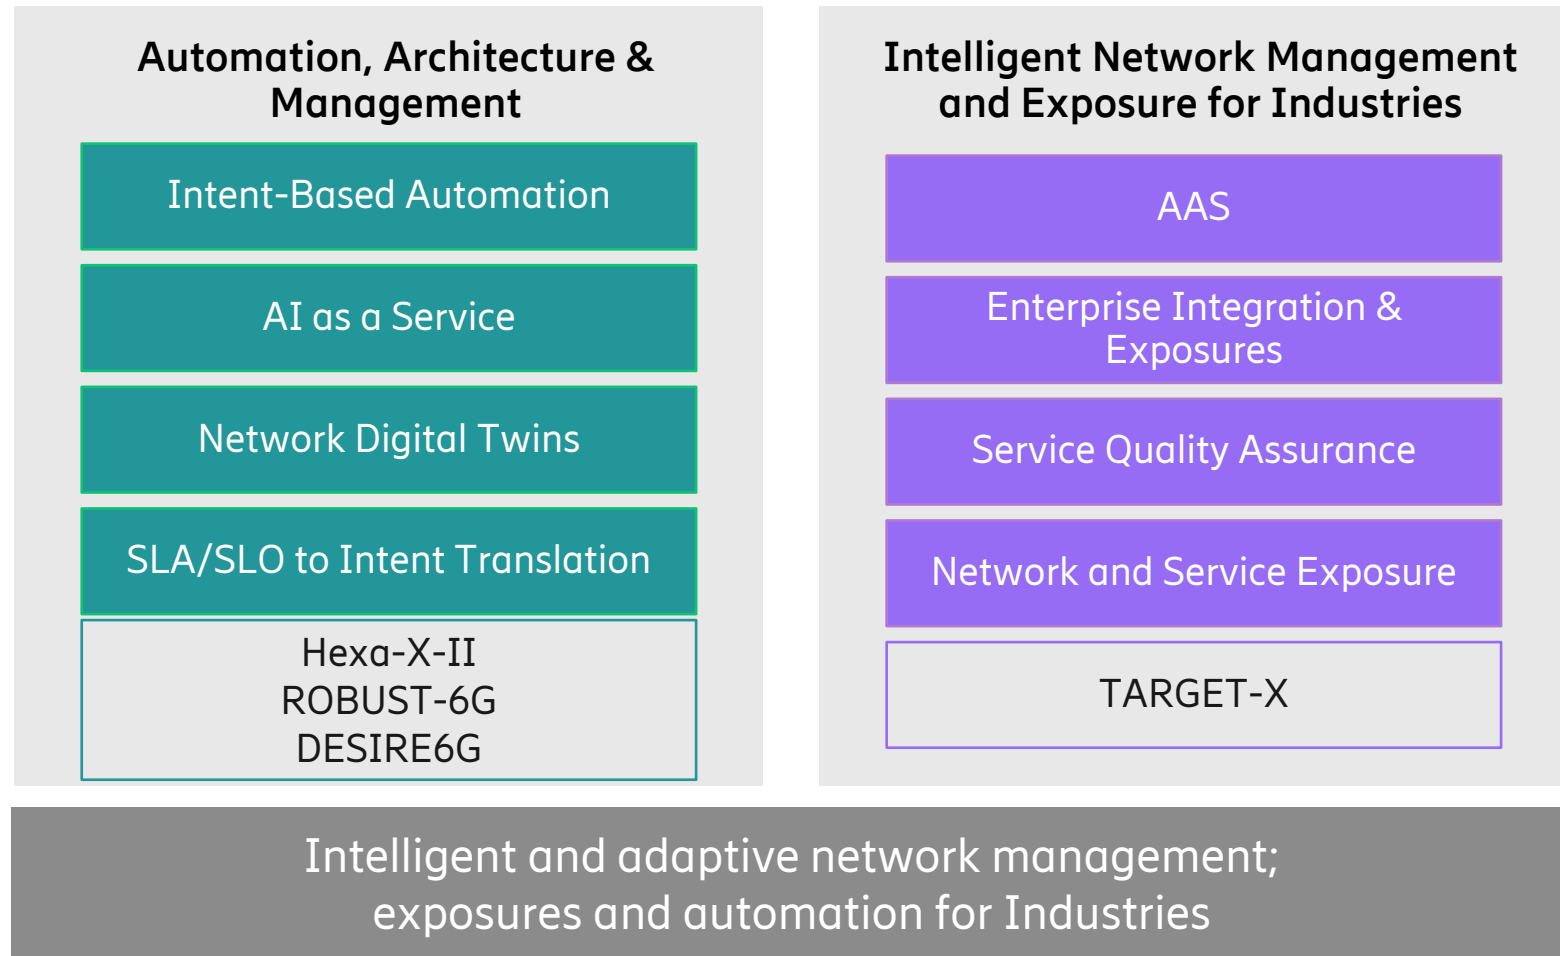 Automation, Architecture &
Management
Intent-Based Automation
AI as a Service
Network Digital Twins
SLA/SLO to Intent Translation
Hexa-X-II
ROBUST-6G
DESIRE6G
Intelligent Network Management
and Exposure for Industries
AAS
Enterprise Integration &
Exposures
Service Quality Assurance
Network and Service Exposure
TARGET-X
Intelligent and adaptive network management;
exposures and automation for Industries